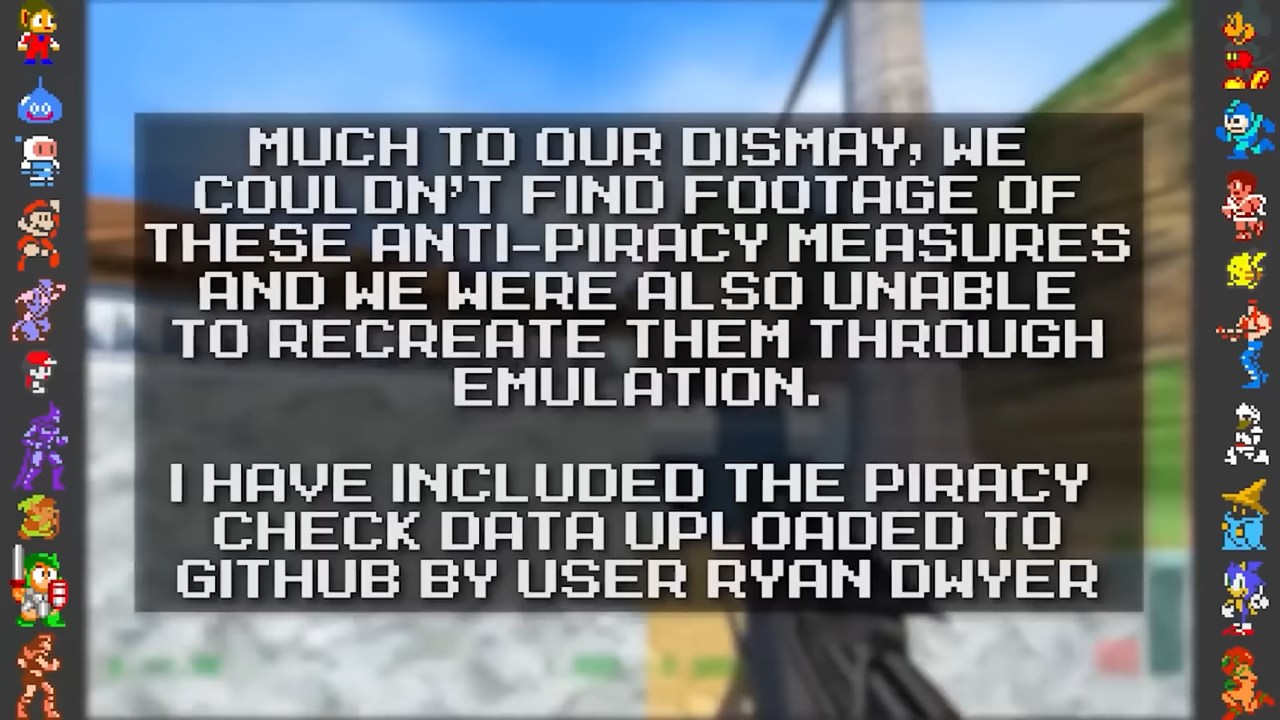 MUCH TO OUR DISMAY, WE
COULDN'T FIND FOOTAGE OF
THESE ANTI-PIRACY MEASURES
AND WE WERE ALSO UNABLE
TO RECREATE THEM THROUGH
EMULATION.
I HAVE INCLUDED THE PIRACY
CHECK DATA UPLOADED TO
GITHUB BY USER RYAN DWYER